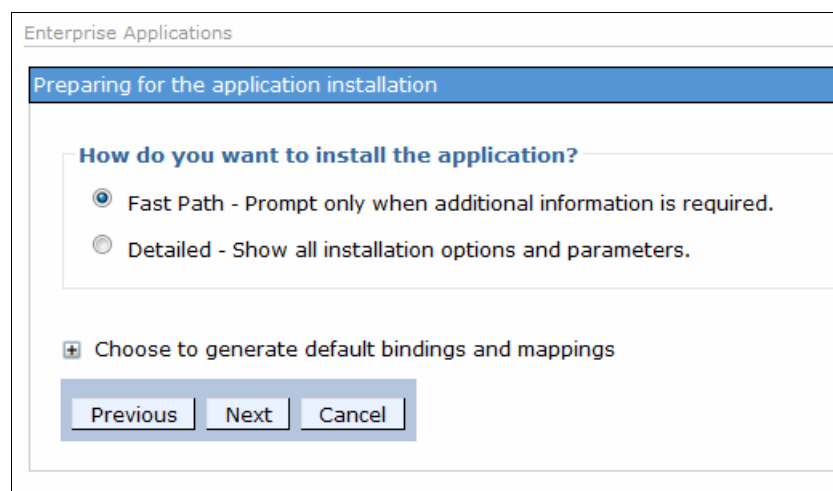 Enterprise Applications
Preparing for the application installation
How do you want to install the application?
Fast Path - Prompt only when additional information is required.
Detailed - Show all installation options and parameters.
Choose to generate default bindings and mappings
Previous Next Cancel